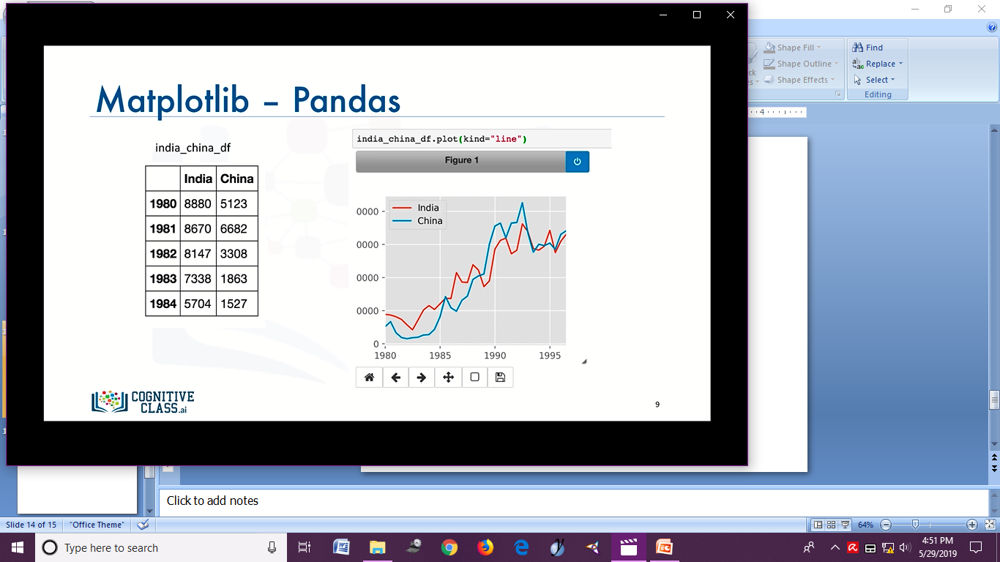 Matplotlib – Pandas
india_china_df
India China
1980 8880 5123
1981 8670 6682
1982 8147 3308
1983 7338 1863
1984 5704 1527
india_china_df.plot(kind="line")
Figure 1
India
China
0000
0000
0000
0000
0
1980 1985 1990 1995
COGNITIVE
CLASS.ai
9
Shape Fill
Shape Outline
Shape Effects
Find
Replace
Select
Editing
4
Click to add notes
Slide 14 of 15
"Office Theme"
64%
Type here to search
4:51 PM
5/29/2019